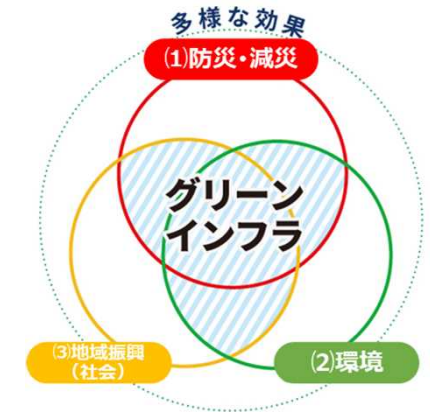 多様な効果
⑴防災・減災
グリーン
インフラ
⑶地域振興
（社会）
⑵環境